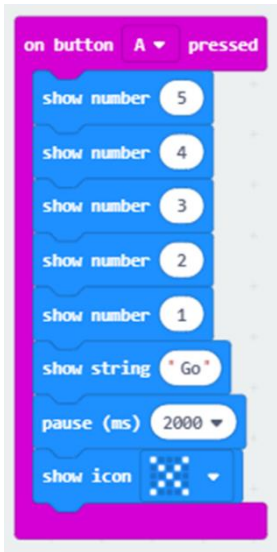 on button A pressed
show number 5
show number 4
show number 3
show number 2
show number 1
show string "Go"
pause (ms) 2000
show icon